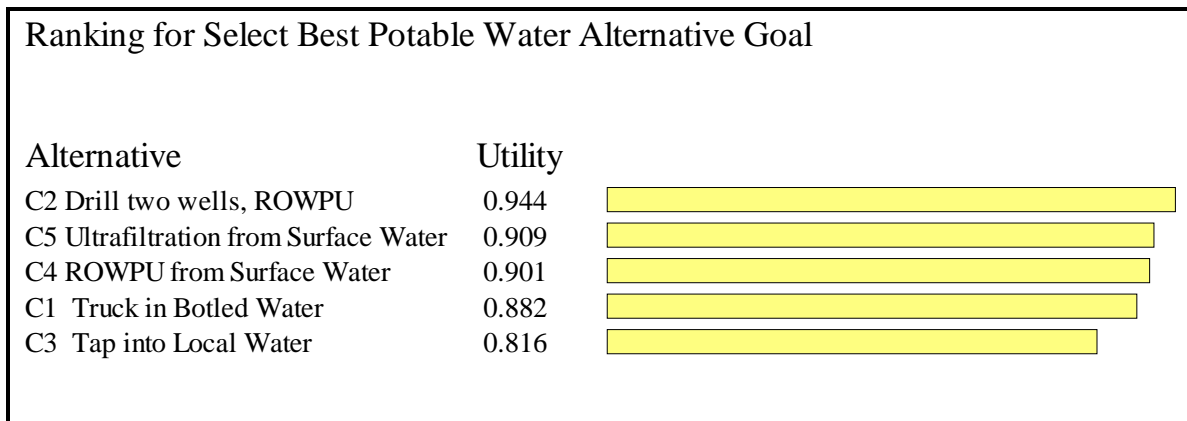 Ranking for Select Best Potable Water Alternative Goal
Alternative Utility
C2 Drill two wells, ROWPU 0.944
C5 Ultrafiltration from Surface Water 0.909
C4 ROWPU from Surface Water 0.901
C1 Truck in Botled Water 0.882
C3 Tap into Local Water 0.816